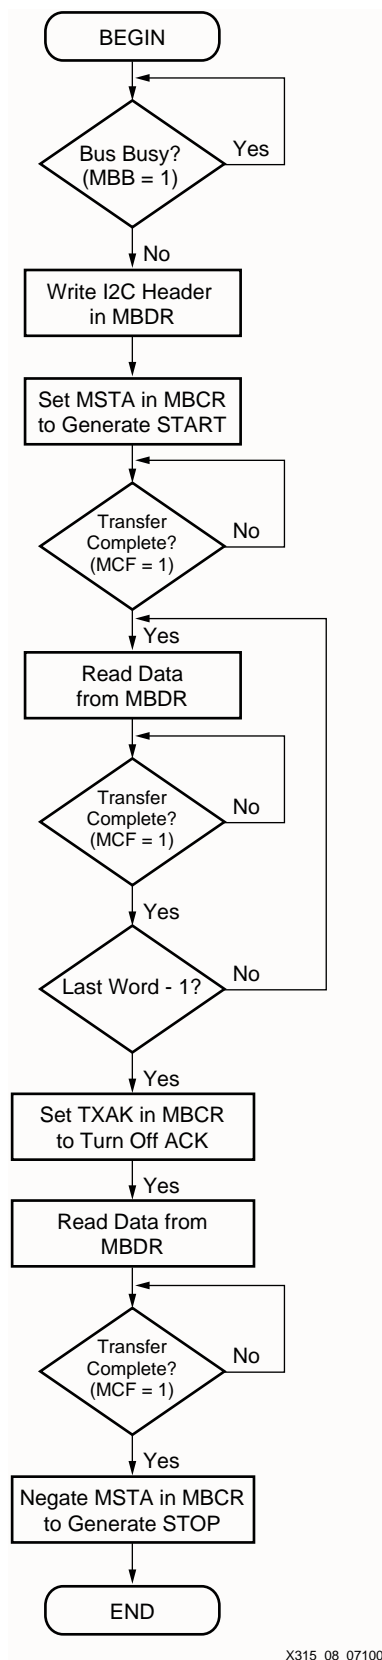 BEGIN
Bus Busy?
(MBB = 1)
Yes
No
Write I2C Header
in MBDR
Set MSTA in MBCR
to Generate START
Transfer
Complete?
(MCF = 1)
No
Yes
Read Data
from MBDR
Transfer
Complete?
(MCF = 1)
No
Yes
Last Word - 1?
No
Yes
Set TXAK in MBCR
to Turn Off ACK
Yes
Read Data from
MBDR
Transfer
Complete?
(MCF = 1)
No
Yes
Negate MSTA in MBCR
to Generate STOP
END
X315_08_07100